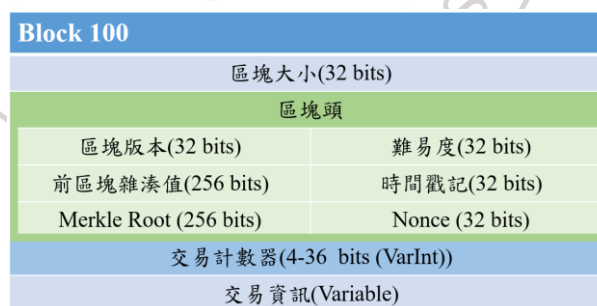 Block 100
區塊大小(32 bits)
區塊頭
區塊版本(32 bits) 難易度(32 bits)
前區塊雜湊值(256 bits) 時間戳記(32 bits)
Merkle Root (256 bits) Nonce (32 bits)
交易計數器(4-36 bits (VarInt))
交易資訊(Variable)